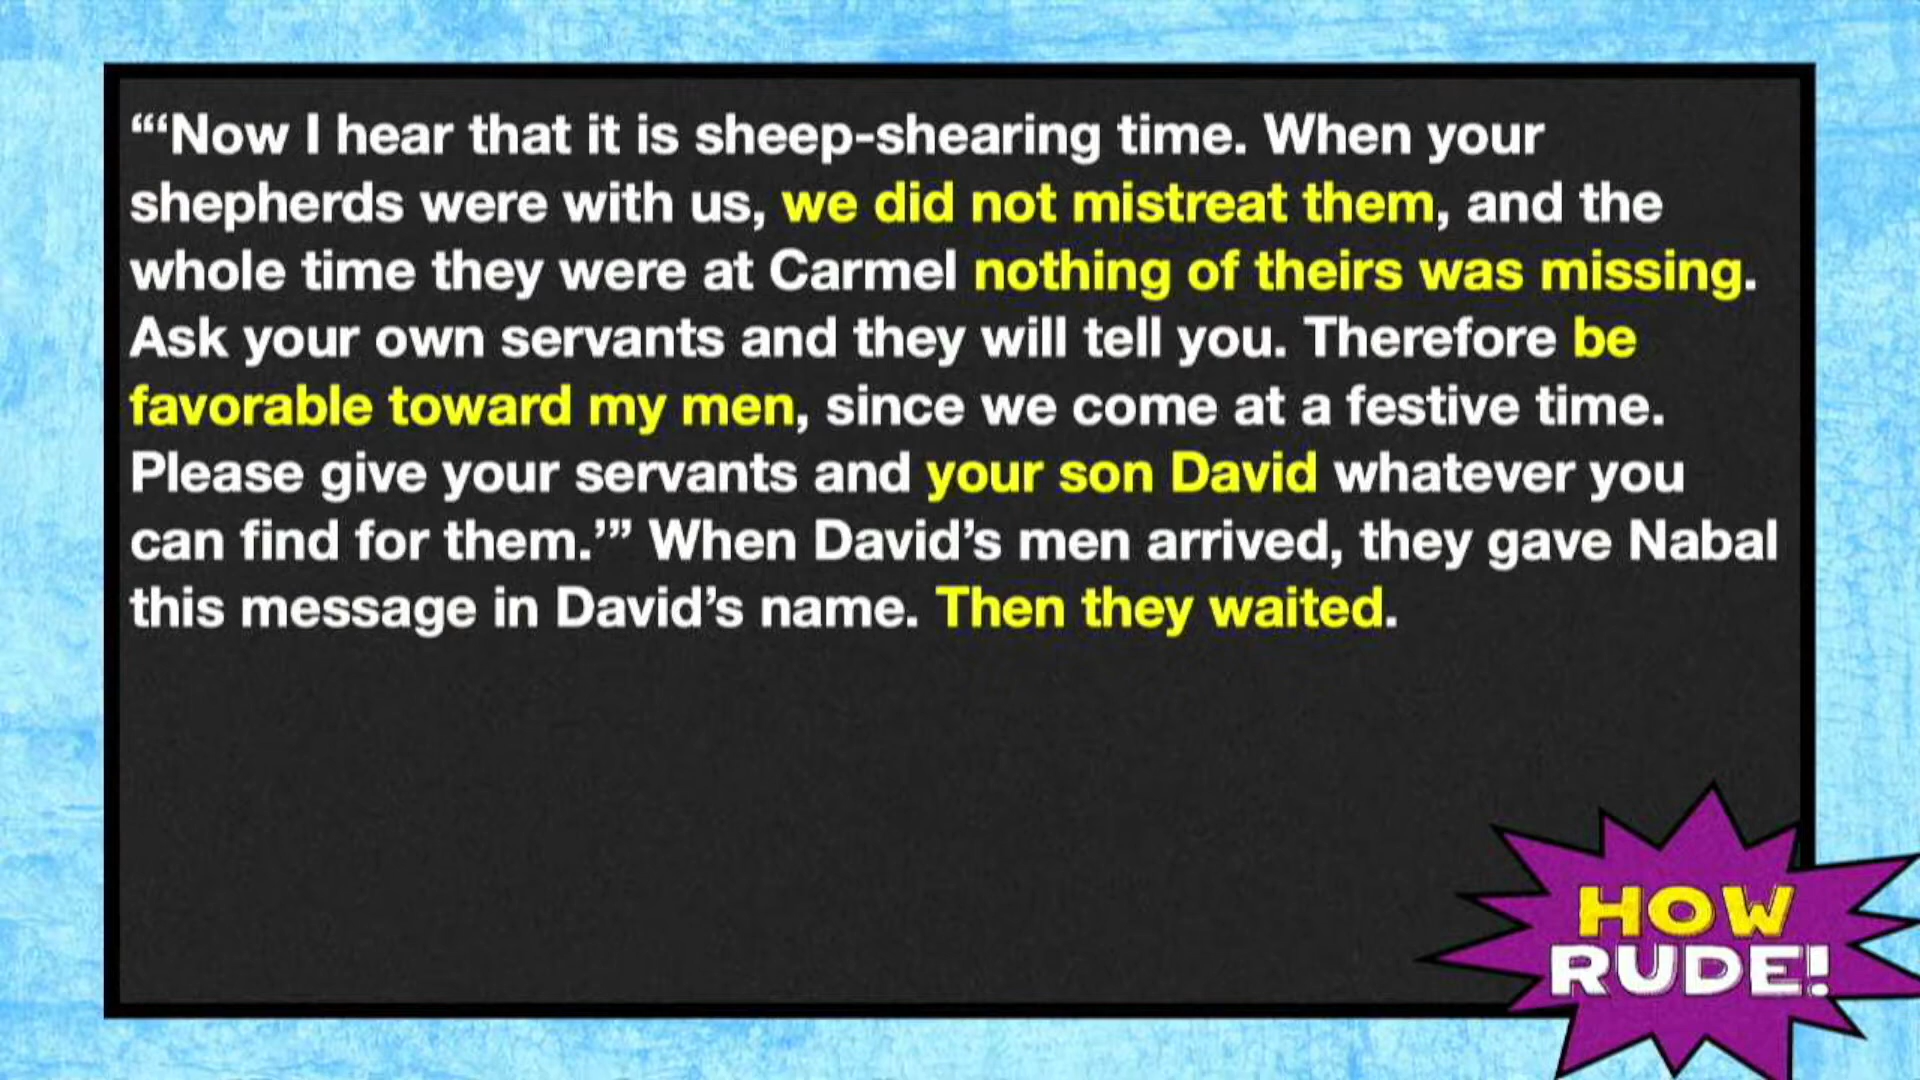 “‘Now I hear that it is sheep-shearing time. When your
shepherds were with us, we did not mistreat them, and the
whole time they were at Carmel nothing of theirs was missing.
Ask your own servants and they will tell you. Therefore be
favorable toward my men, since we come at a festive time.
Please give your servants and your son David whatever you
can find for them.’” When David’s men arrived, they gave Nabal
this message in David’s name. Then they waited.
HOW
RUDE!